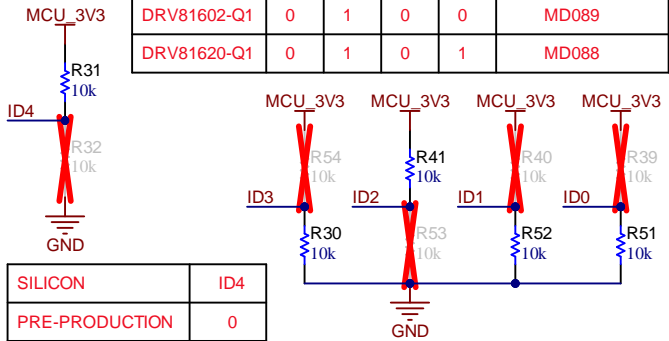 MCU_3V3
DRV81602-Q1 0 1 0 0 MD089
DRV81620-Q1 0 1 0 1 MD088
R31
10k
ID4
R32
10k
GND
MCU_3V3 MCU_3V3 MCU_3V3 MCU_3V3
R54
10k
R41
10k
R40
10k
R39
10k
ID3 ID2 ID1 ID0
R30
10k
R53
10k
R52
10k
R51
10k
GND
SILICON ID4
PRE-PRODUCTION 0